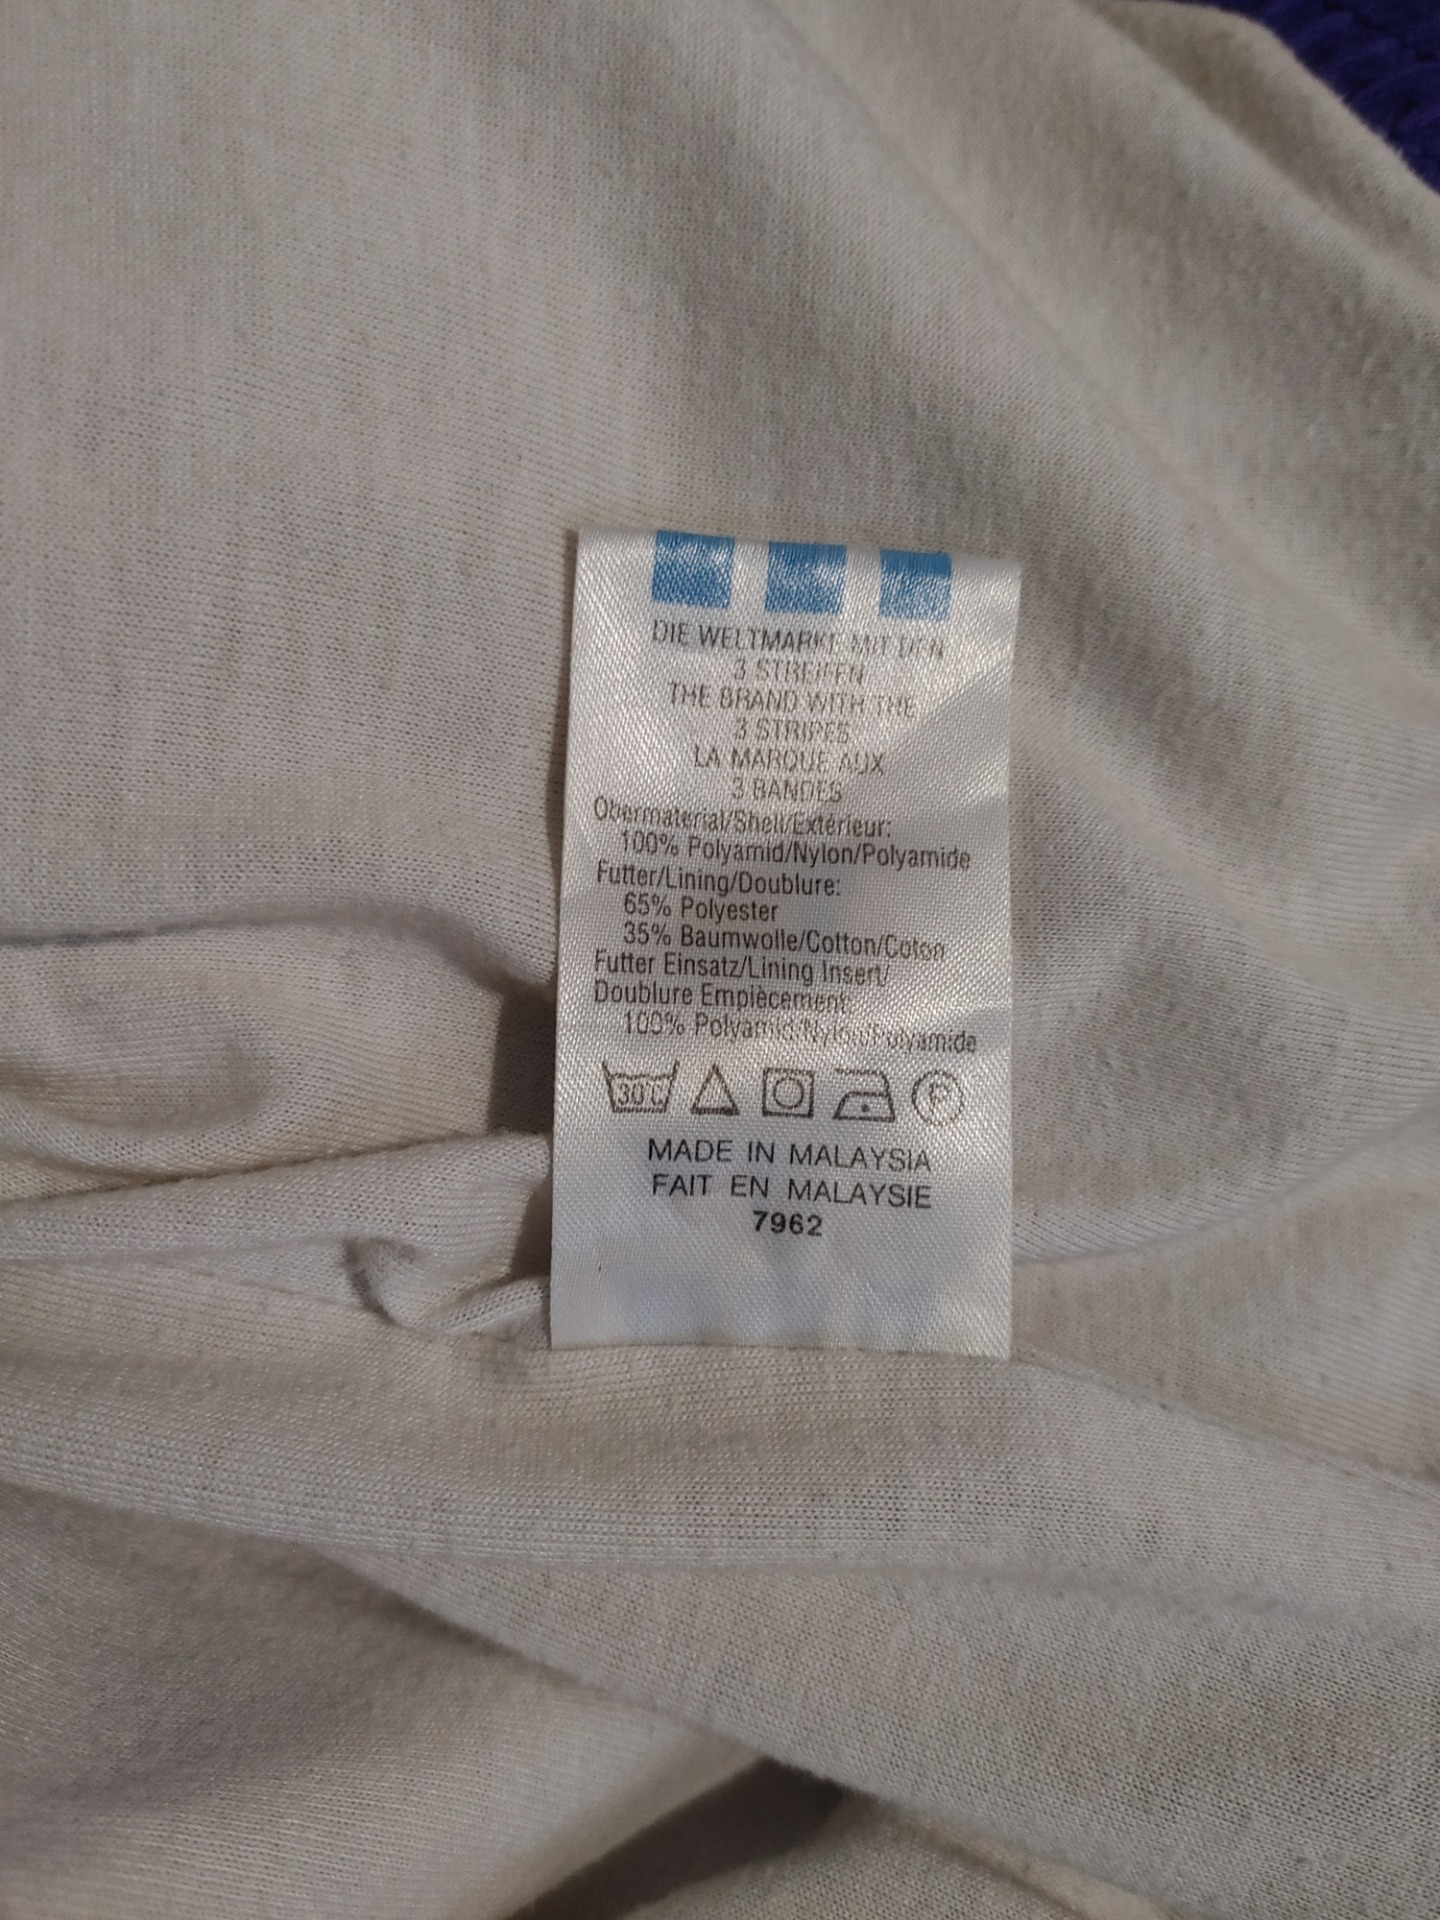 DIE WELTMARKE MIT DEN
3 STREIFEN
THE BRAND WITH THE
3 STRIPES
LA MARQUE AUX
3 BANDES
Obermaterial/Shell/Extérieur:
100% Polyamid/Nylon/Polyamide
Futter/Lining/Doublure:
65% Polyester
35% Baumwolle/Cotton/Coton
Futter Einsatz/Lining Insert/
Doublure Empiècement:
100% Polyamid/Nylon/Polyamide
30°C P
MADE IN MALAYSIA
FAIT EN MALAYSIE
7962